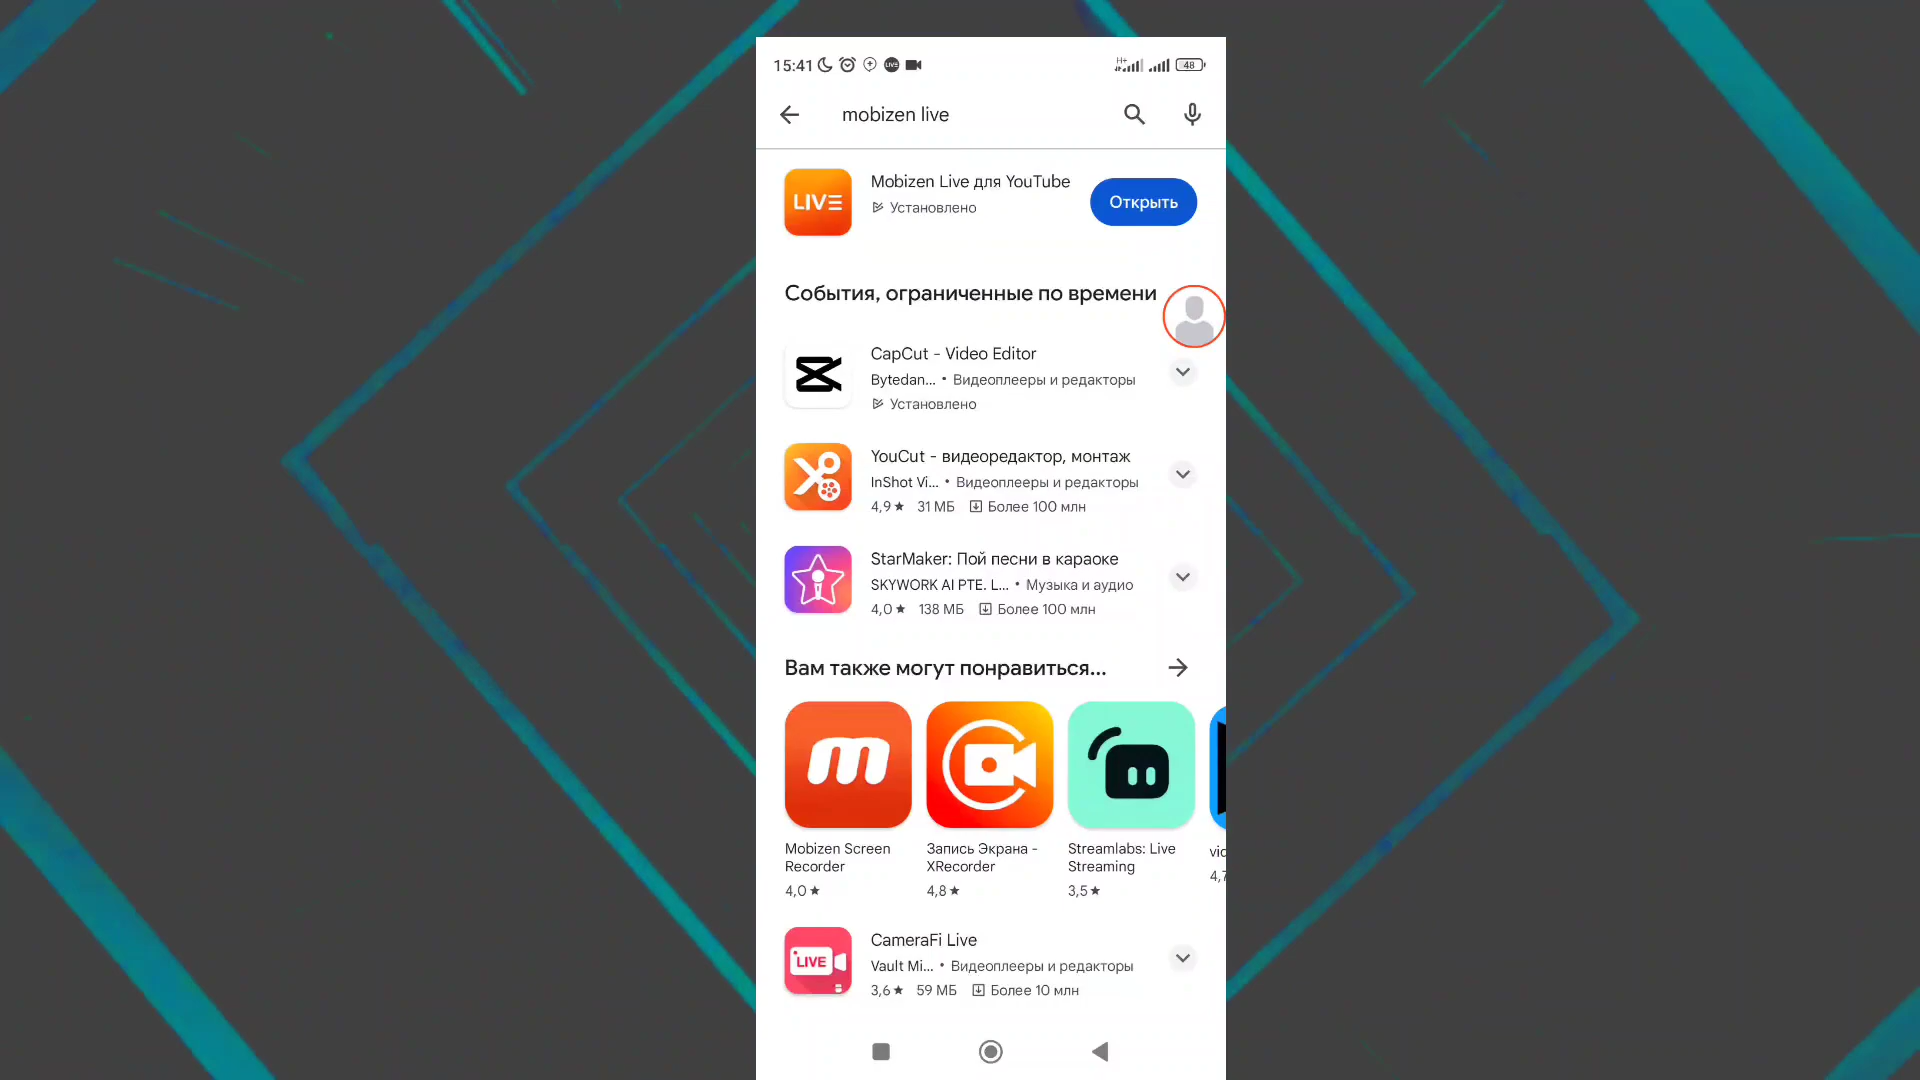 15:41
LIVE
H+
48
mobizen live
LIVE
Mobizen Live для YouTube
Установлено
Открыть
События, ограниченные по времени
CapCut - Video Editor
Bytedan... • Видеоплееры и редакторы
Установлено
YouCut - видеоредактор, монтаж
InShot Vi... • Видеоплееры и редакторы
4,9 ★ 31 МБ Более 100 млн
StarMaker: Пой песни в караоке
SKYWORK AI PTE. L... • Музыка и аудио
4,0 ★ 138 МБ Более 100 млн
Вам также могут понравиться...
m
Mobizen Screen
Recorder
4,0 ★
Запись Экрана -
XRecorder
4,8 ★
Streamlabs: Live
Streaming
3,5 ★
4,7
LIVE
CameraFi Live
Vault Mi... • Видеоплееры и редакторы
3,6 ★ 59 МБ Более 10 млн